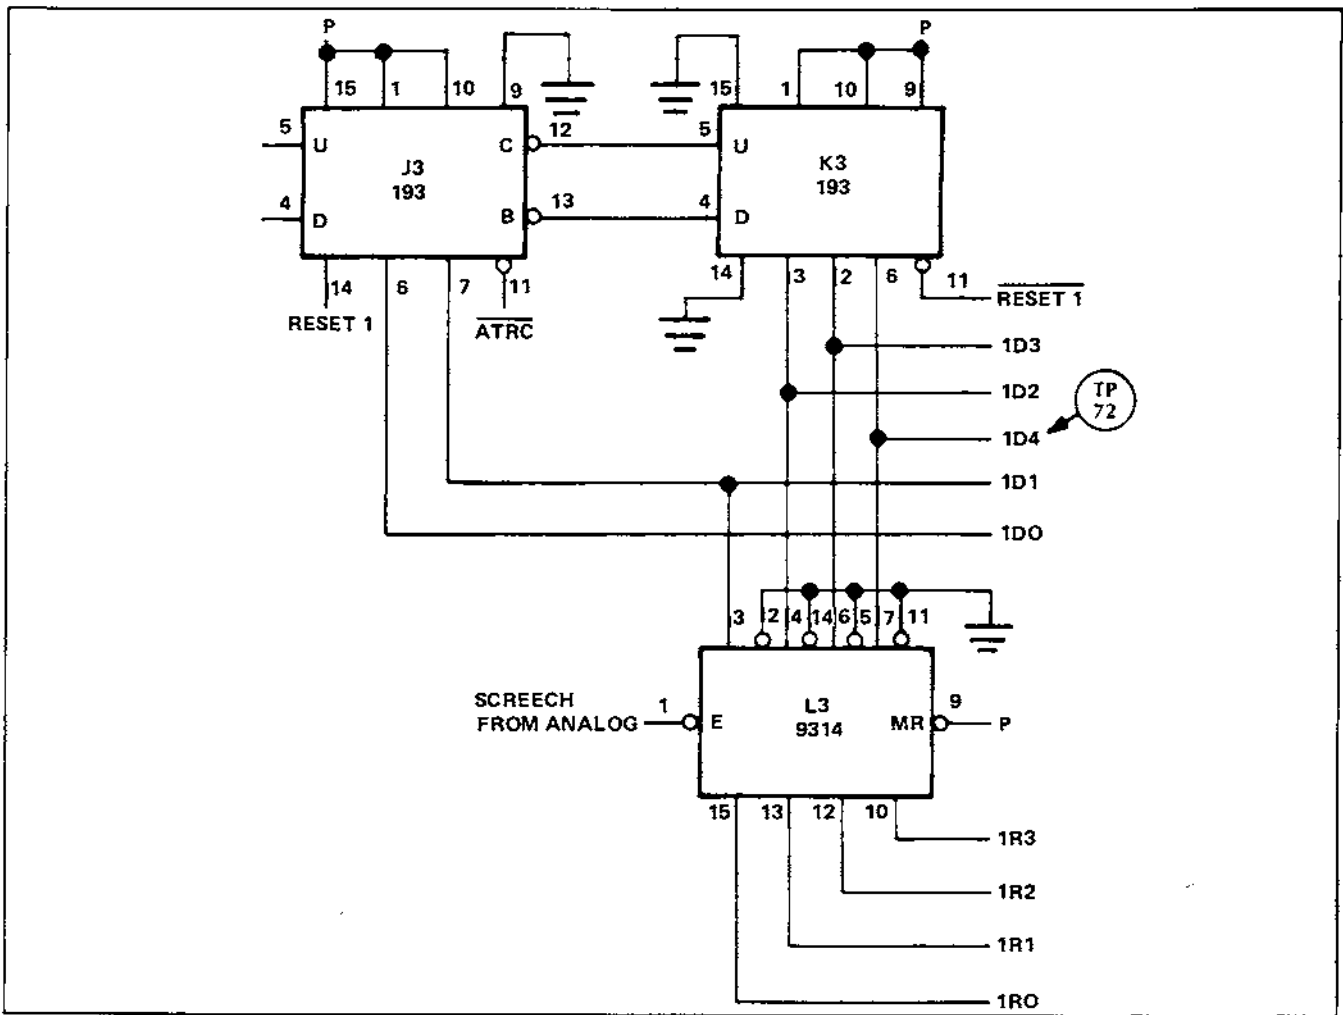 P P
15 1 10 9 15 1 10 9
5 U J3 C 12 5 U K3
193 193
4 D B 13 4 D
14 6 7 11 14 3 2 6 11
RESET 1 ATRC RESET 1
1D3
1D2
TP
72
1D4
1D1
1D0
3 2 4 14 6 5 7 11
SCREECH
FROM ANALOG
1 E L3 MR 9 P
9314
15 13 12 10
1R3
1R2
1R1
1R0